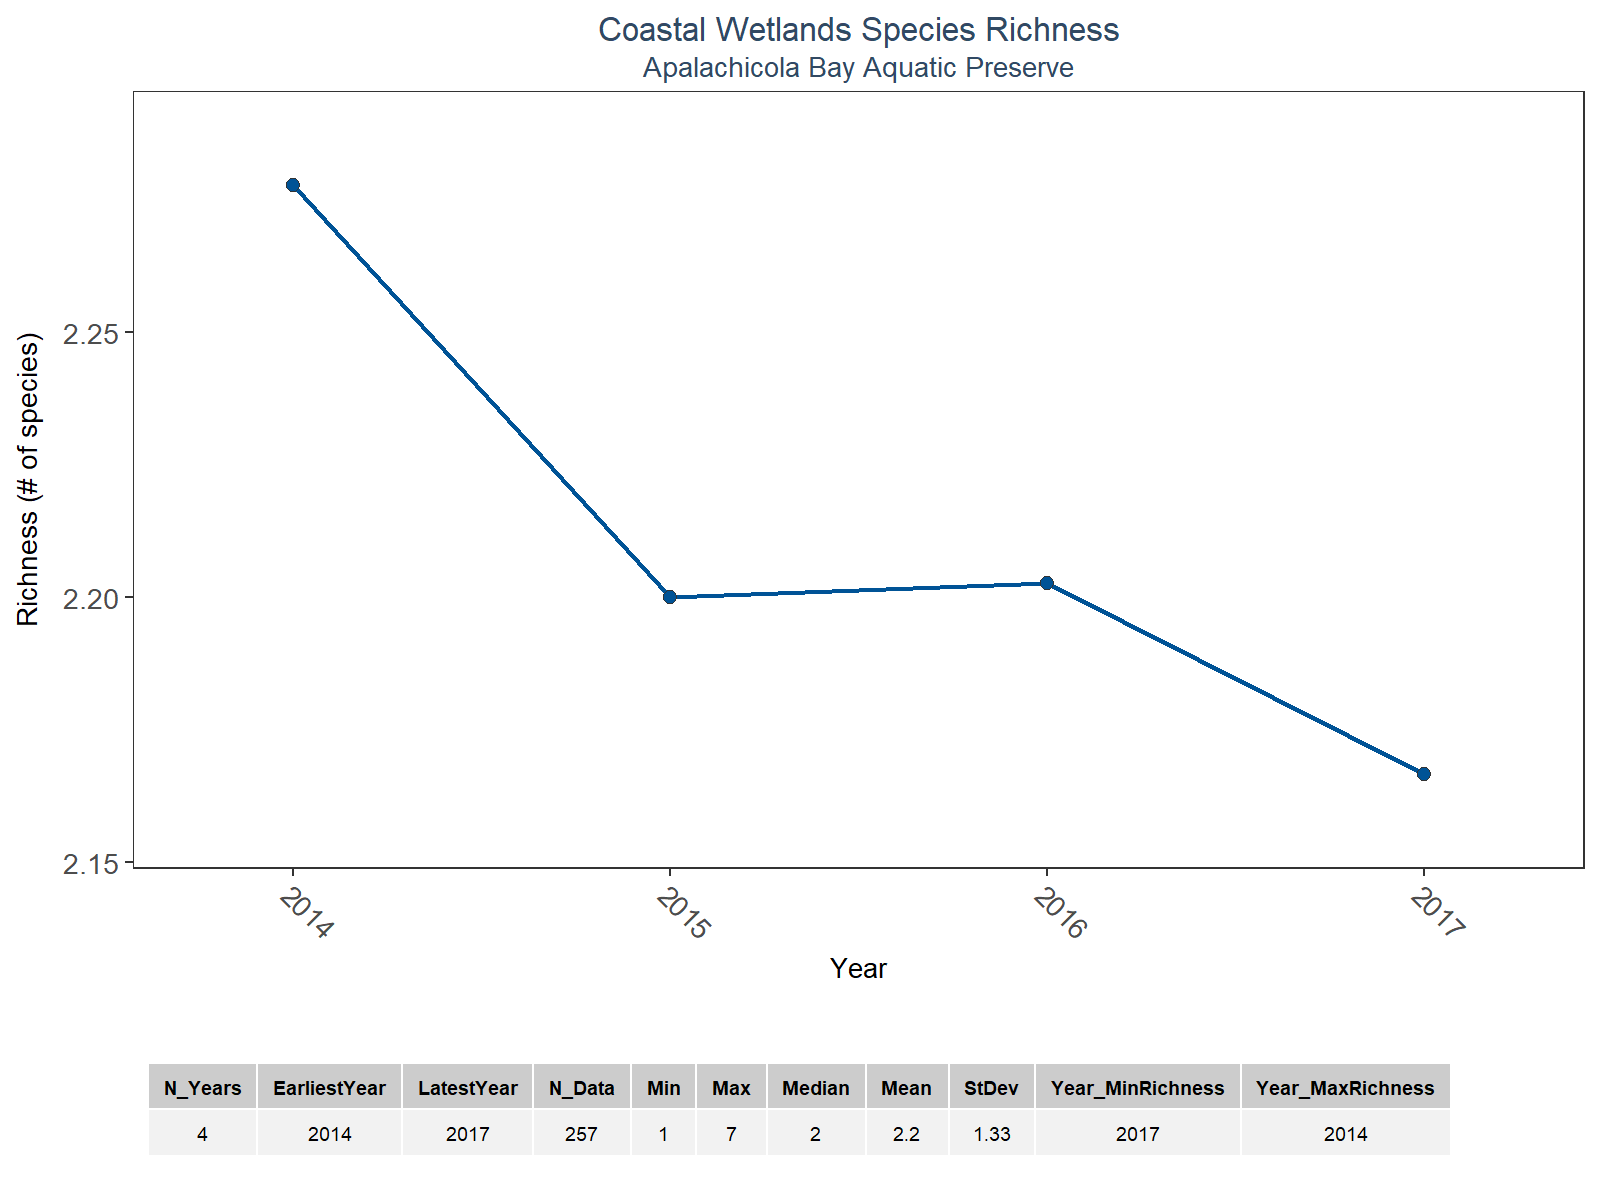 Coastal Wetlands Species Richness
Apalachicola Bay Aquatic Preserve
Richness (# of species)
2.25
2.20
2.15
2014 2015 2016 2017
Year
N_Years EarliestYear LatestYear N_Data Min Max Median Mean StDev Year_MinRichness Year_MaxRichness
4 2014 2017 257 1 7 2 2.2 1.33 2017 2014